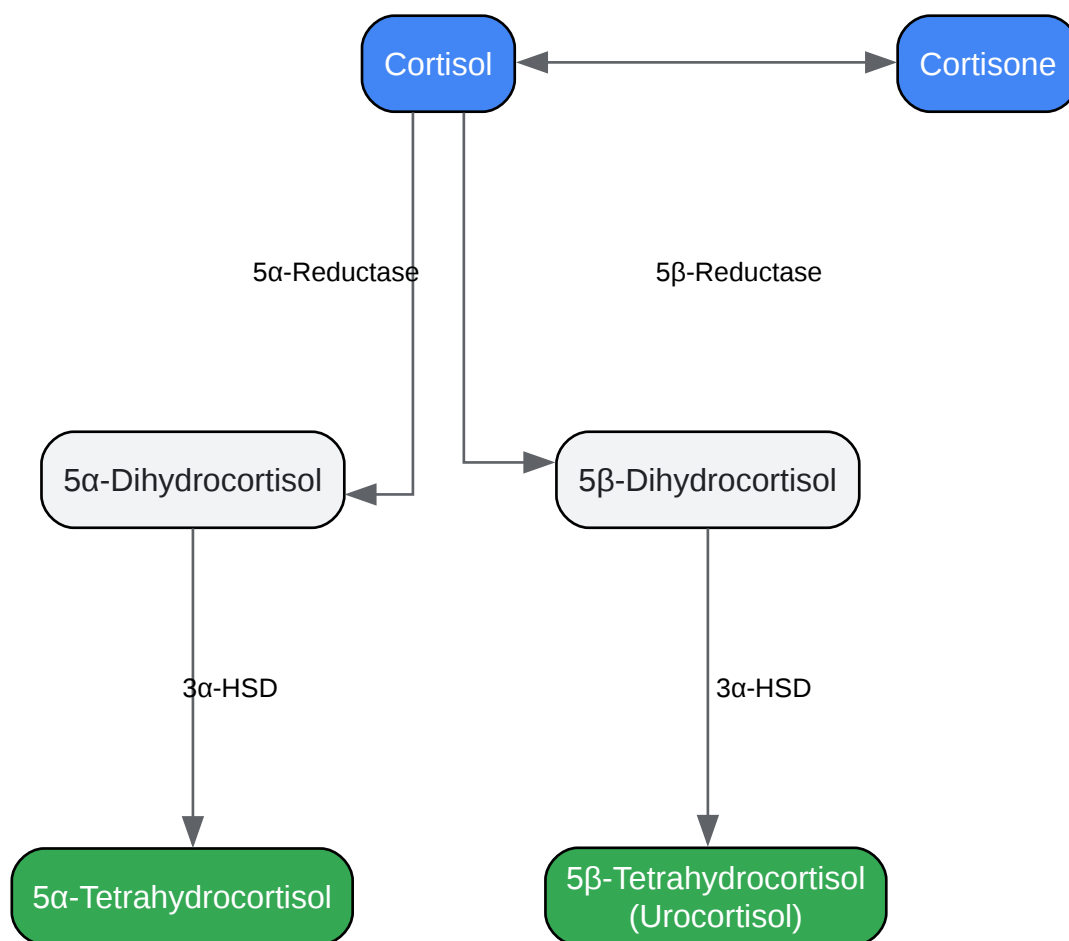 Cortisol
Cortisone
5α-Reductase
5β-Reductase
5α-Dihydrocortisol
5β-Dihydrocortisol
3α-HSD
3α-HSD
5α-Tetrahydrocortisol
5β-Tetrahydrocortisol
(Urocortisol)